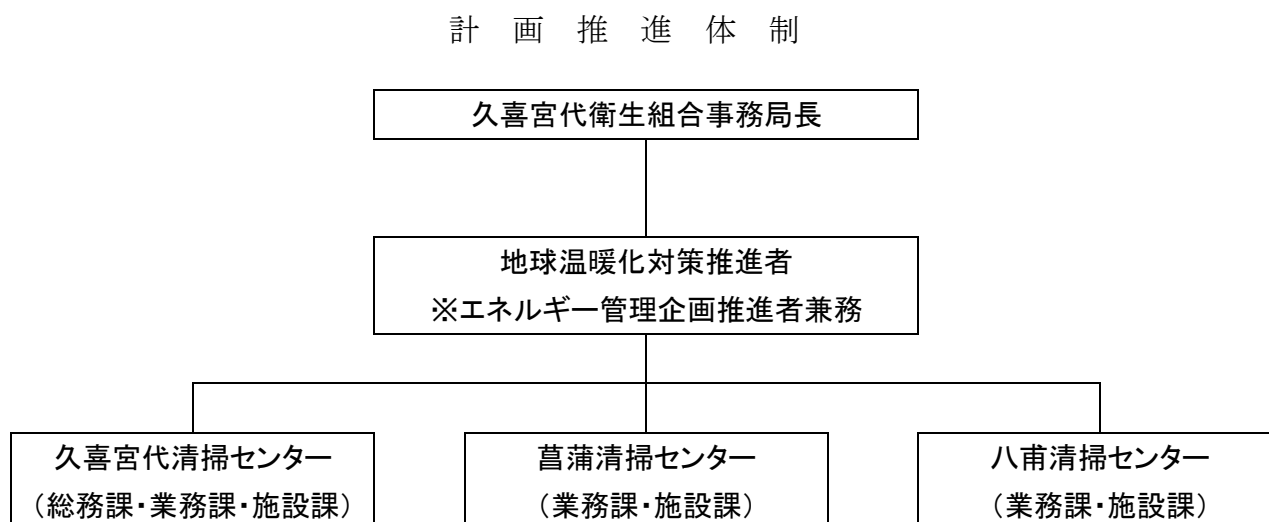 計画推進体制
久喜宮代衛生組合事務局長
地球温暖化対策推進者
※エネルギー管理企画推進者兼務
久喜宮代清掃センター
（総務課・業務課・施設課）
菖蒲清掃センター
（業務課・施設課）
八甫清掃センター
（業務課・施設課）